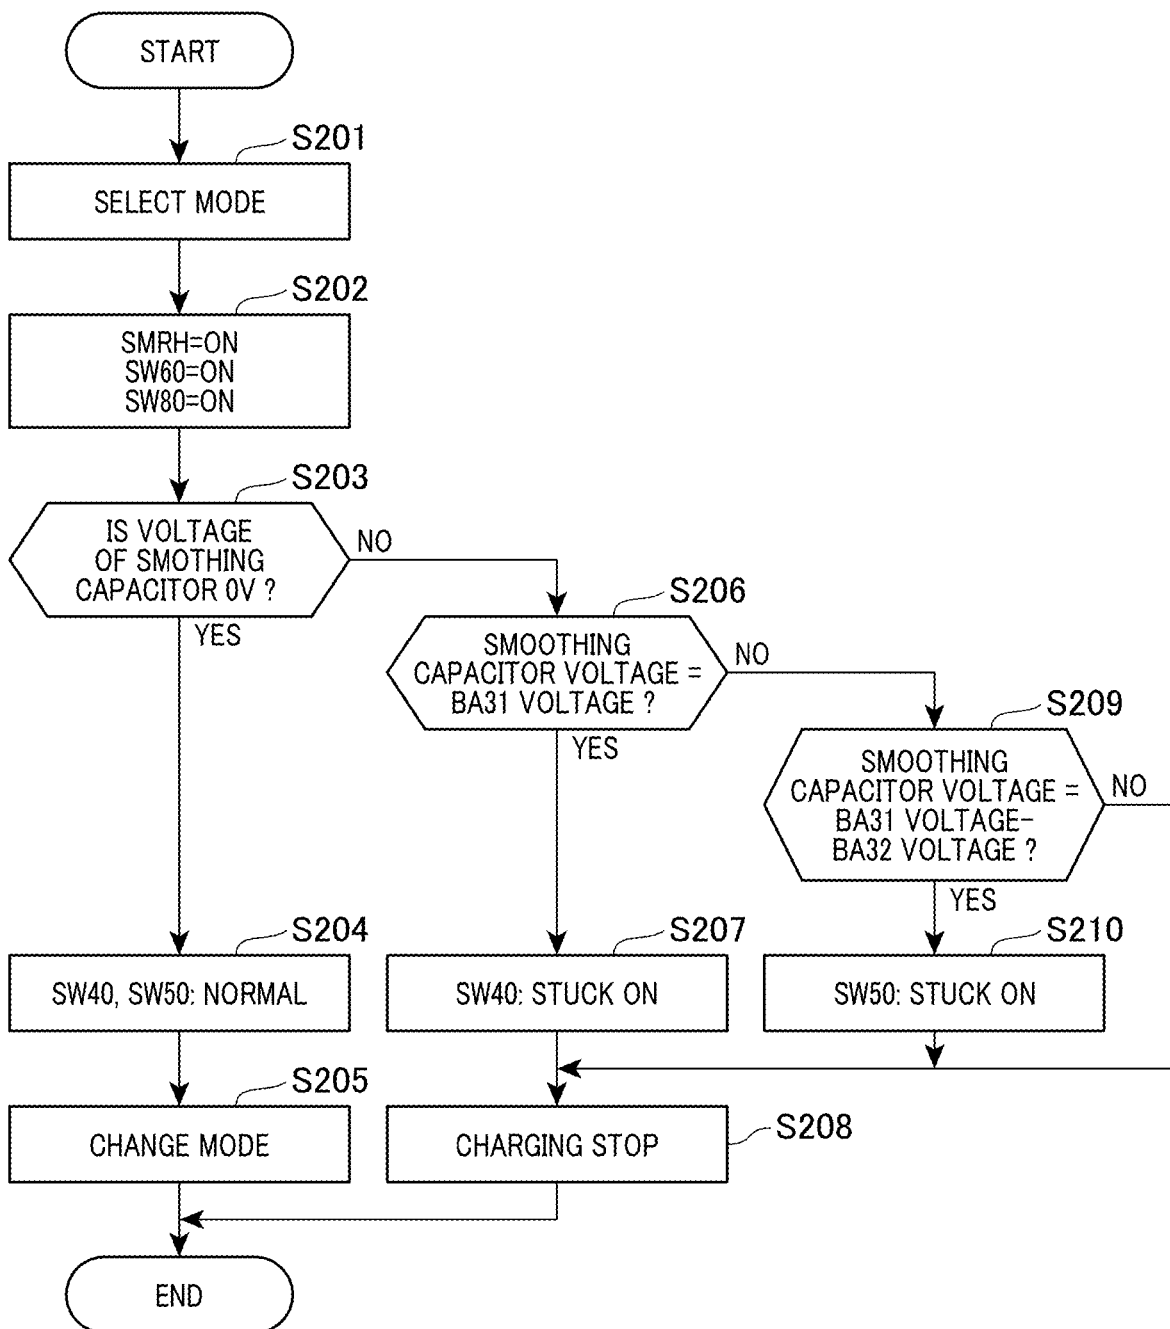 START
S201
SELECT MODE
S202
SMRH=ON
SW60=ON
SW80=ON
S203
IS VOLTAGE
OF SMOTHING
CAPACITOR 0V ?
NO
YES
S206
SMOOTHING
CAPACITOR VOLTAGE =
BA31 VOLTAGE ?
NO
YES
S209
SMOOTHING
CAPACITOR VOLTAGE =
BA31 VOLTAGE-
BA32 VOLTAGE ?
NO
YES
S204
SW40, SW50: NORMAL
S207
SW40: STUCK ON
S210
SW50: STUCK ON
S205
CHANGE MODE
CHARGING STOP
S208
END